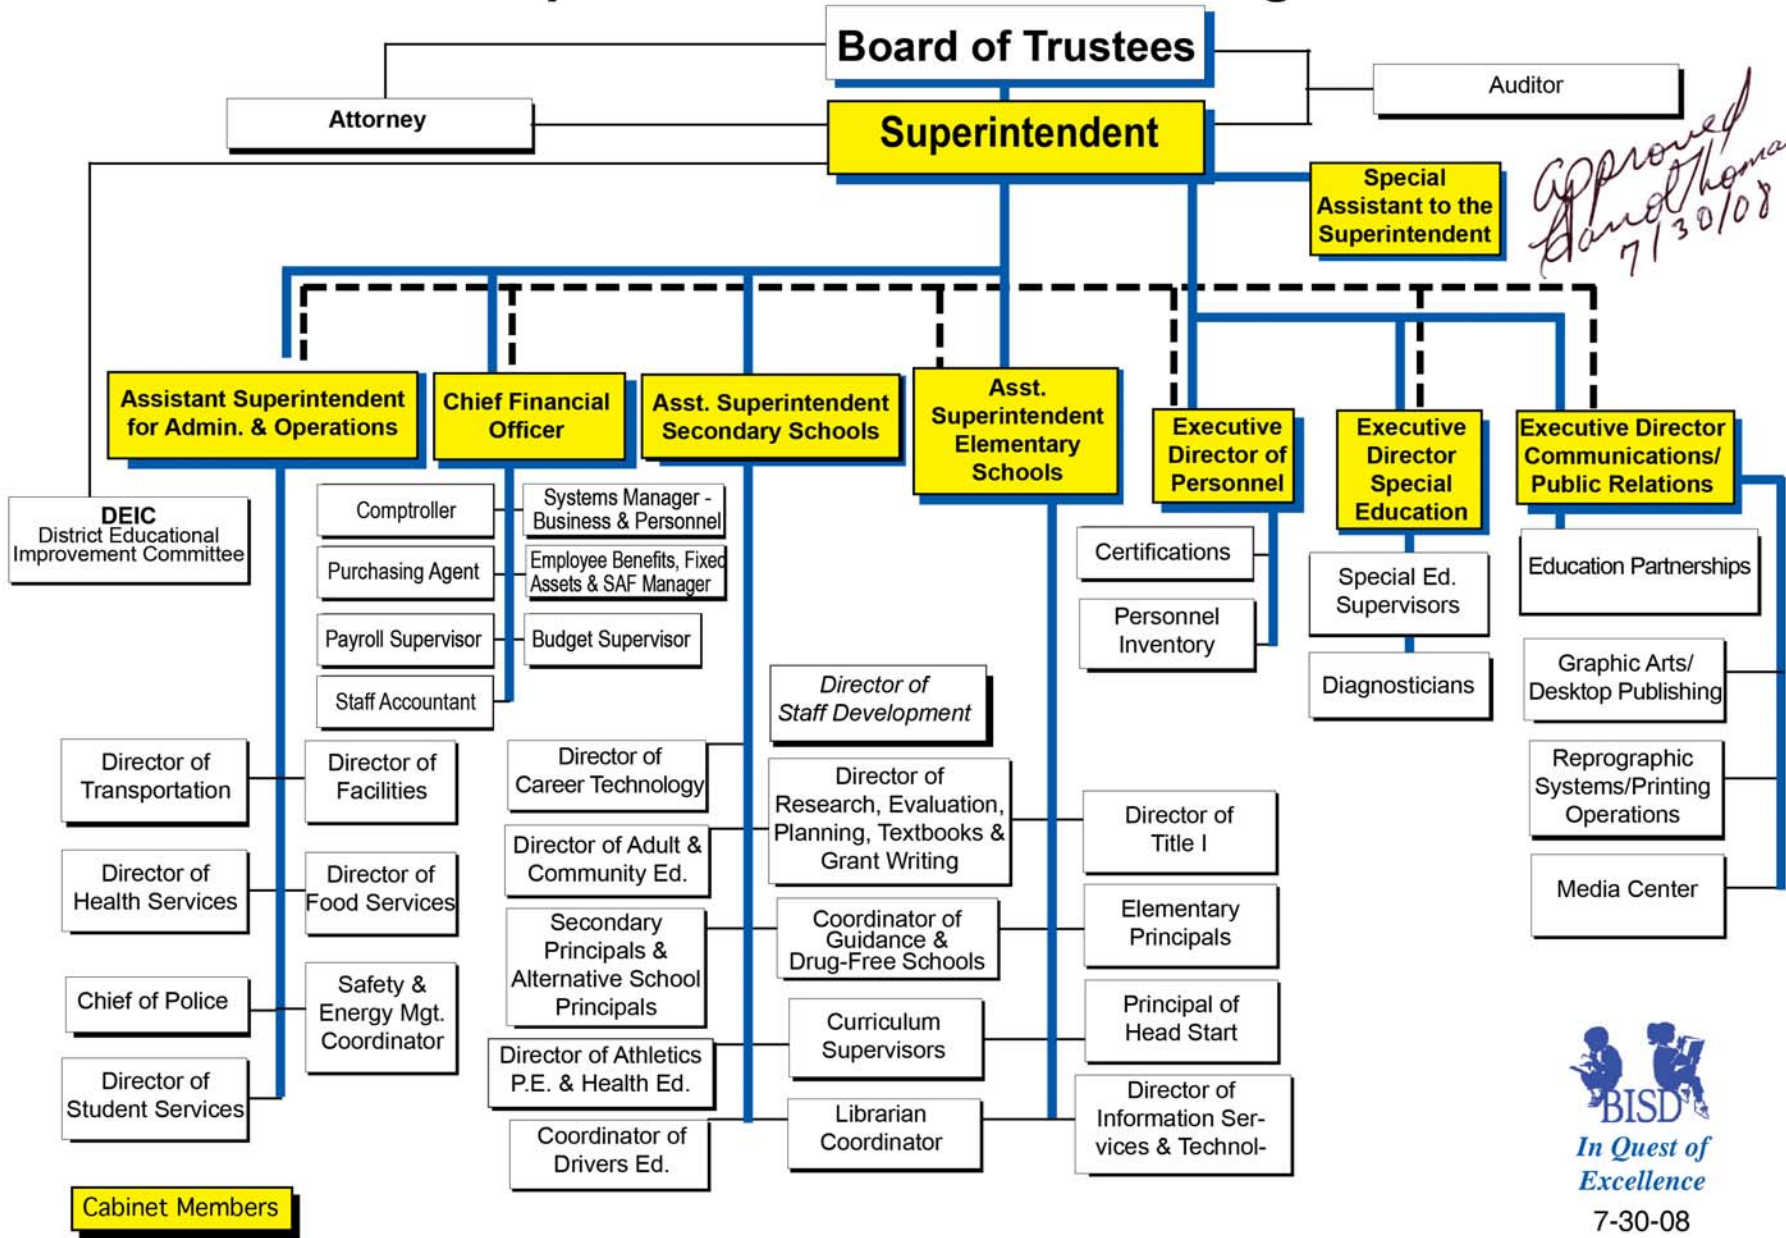 Board of Trustees
Attorney
Auditor
Superintendent
Approved
7/30/08
Special
Assistant to the
Superintendent
Assistant Superintendent
for Admin. & Operations
Chief Financial
Officer
Asst. Superintendent
Secondary Schools
Asst.
Superintendent
Elementary
Schools
Executive
Director of
Personnel
Executive
Director
Special
Education
Executive Director
Communications/
Public Relations
DEIC
District Educational
Improvement Committee
Comptroller
Systems Manager -
Business & Personnel
Purchasing Agent
Employee Benefits, Fixed
Assets & SAF Manager
Payroll Supervisor
Budget Supervisor
Staff Accountant
Certifications
Personnel
Inventory
Special Ed.
Supervisors
Diagnosticians
Education Partnerships
Graphic Arts/
Desktop Publishing
Reprographic
Systems/Printing
Operations
Media Center
Director of
Transportation
Director of
Facilities
Director of
Health Services
Director of
Food Services
Chief of Police
Safety &
Energy Mgt.
Coordinator
Director of
Student Services
Director of
Staff Development
Director of
Career Technology
Director of
Research, Evaluation,
Planning, Textbooks &
Grant Writing
Director of
Title I
Director of Adult &
Community Ed.
Secondary
Principals &
Alternative School
Principals
Coordinator of
Guidance &
Drug-Free Schools
Elementary
Principals
Director of Athletics
P.E. & Health Ed.
Curriculum
Supervisors
Principal of
Head Start
Coordinator of
Drivers Ed.
Librarian
Coordinator
Director of
Information Ser-
vices & Technol-
Cabinet Members
BISD
In Quest of
Excellence
7-30-08